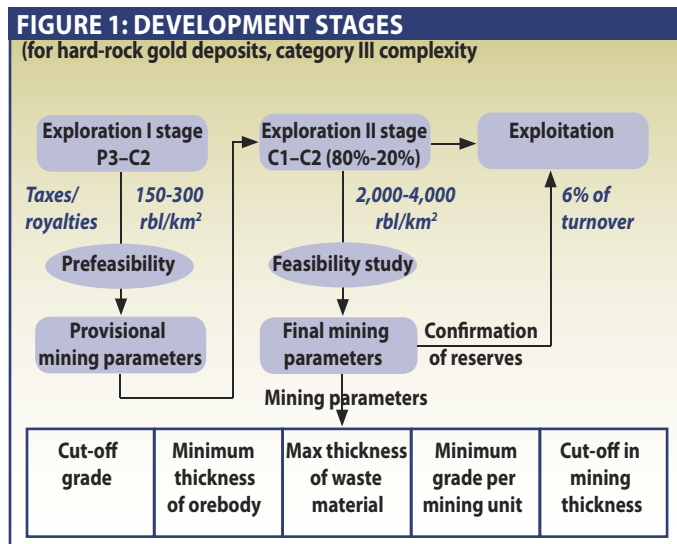 FIGURE 1: DEVELOPMENT STAGES
(for hard-rock gold deposits, category III complexity
Exploration I stage
P3–C2
Exploration II stage
C1–C2 (80%-20%)
Exploitation
Taxes/
royalties
150-300
rbl/km²
2,000-4,000
rbl/km²
6% of
turnover
Prefeasibility
Feasibility study
Provisional
mining parameters
Final mining
parameters
Confirmation
of reserves
Mining parameters
Cut-off
grade
Minimum
thickness
of orebody
Max thickness
of waste
material
Minimum
grade per
mining unit
Cut-off in
mining
thickness